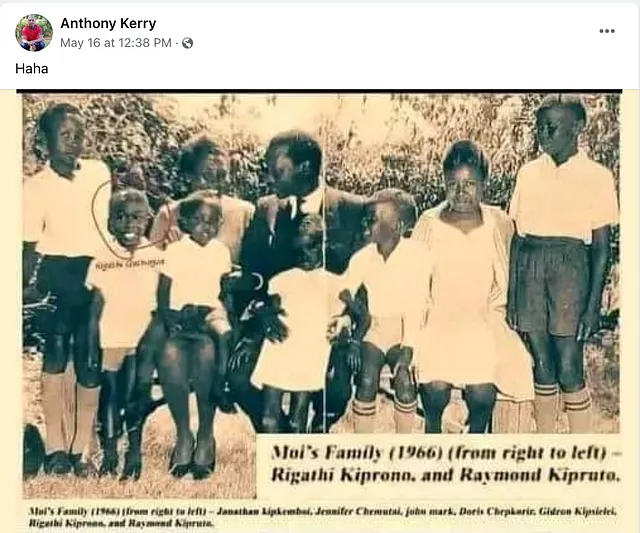 Anthony Kerry
May 16 at 12:38 PM ·
Haha
Rigathi Gachagua
Moi's Family (1966) (from right to left) –
Rigathi Kiprono, and Raymond Kipruto.
Moi's Family (1966) (from right to left) – Jonathan kipkemboi, Jennifer Chemutai, john mark, Doris Chepkorir, Gideon Kipsielei,
Rigathi Kiprono, and Raymond Kipruto.